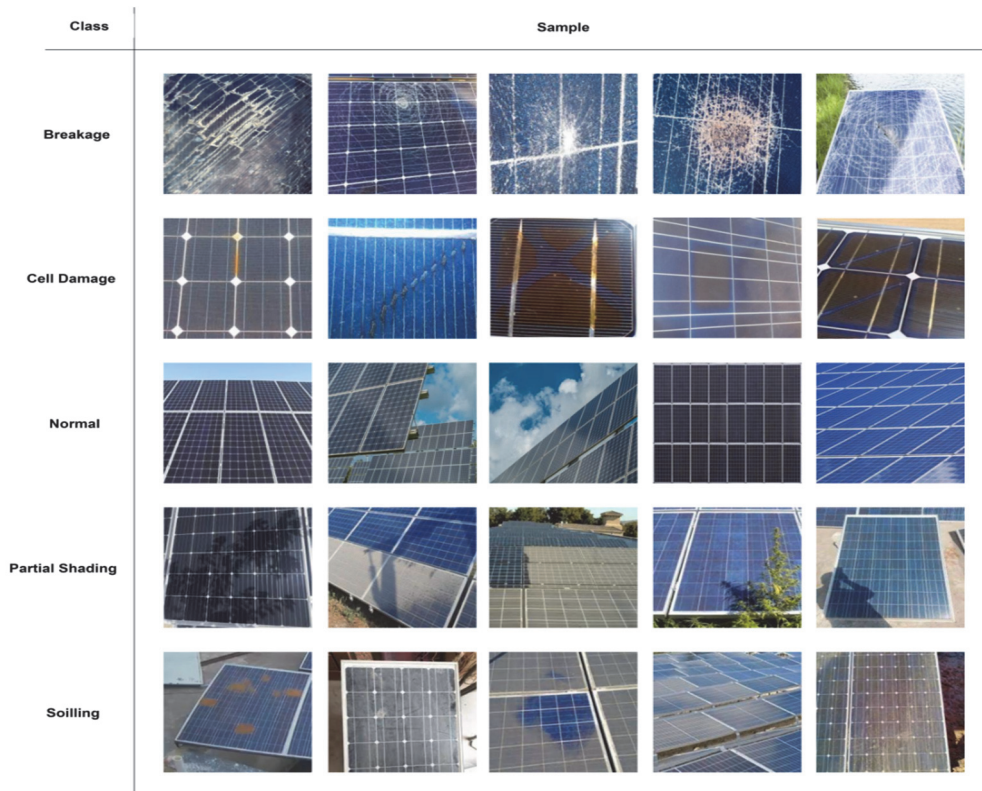 Class
Sample
Breakage
Cell Damage
Normal
Partial Shading
Soilling